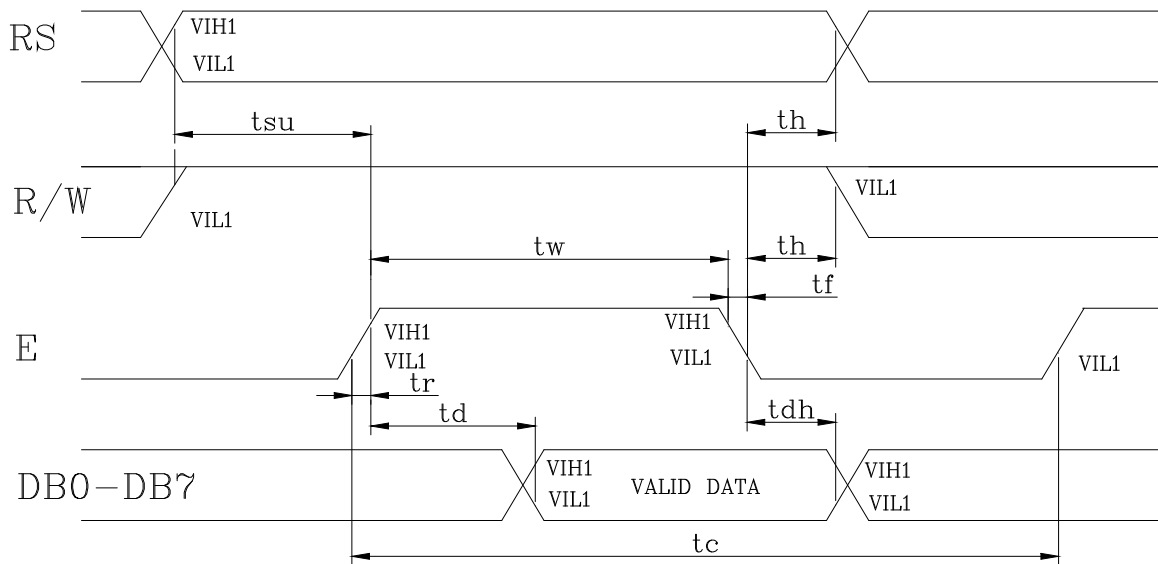 RS
VIH1
VIL1
tsu
th
R/W
VIL1
VIL1
tw
th
tf
E
VIH1
VIL1
VIH1
VIL1
VIL1
tr
td
tdh
DB0-DB7
VIH1
VIL1
VALID DATA
VIH1
VIL1
tc